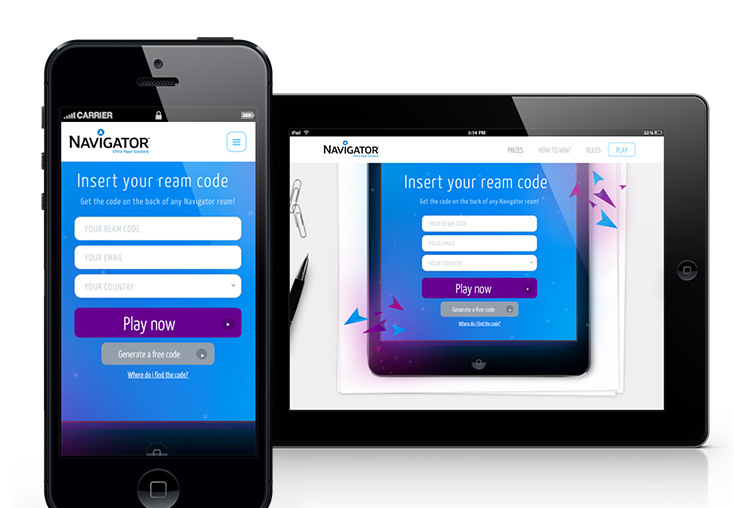 CARRIER
NAVIGATOR
Office Paper Solutions
Insert your ream code
Get the code on the back of any Navigator ream!
YOUR REAM CODE
YOUR EMAIL
YOUR COUNTRY
Play now
Generate a free code
Where do i find the code?
iPad 3:14 PM 32 %
NAVIGATOR PRIZES HOW TO WIN? RULES PLAY
Office Paper Solutions
Insert your ream code
Get the code on the back of any Navigator ream!
YOUR REAM CODE
YOUR EMAIL
YOUR COUNTRY
Play now
Generate a free code
Where do i find the code?